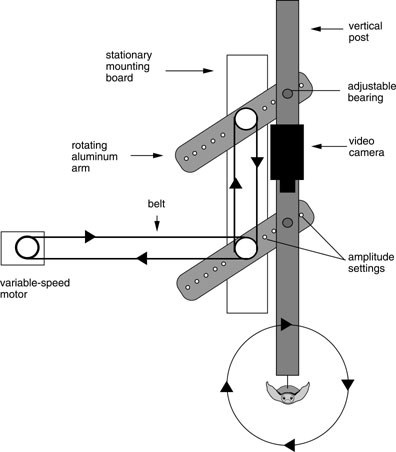 vertical
post
stationary
mounting
board
adjustable
bearing
rotating
aluminum
arm
video
camera
belt
amplitude
settings
variable-speed
motor